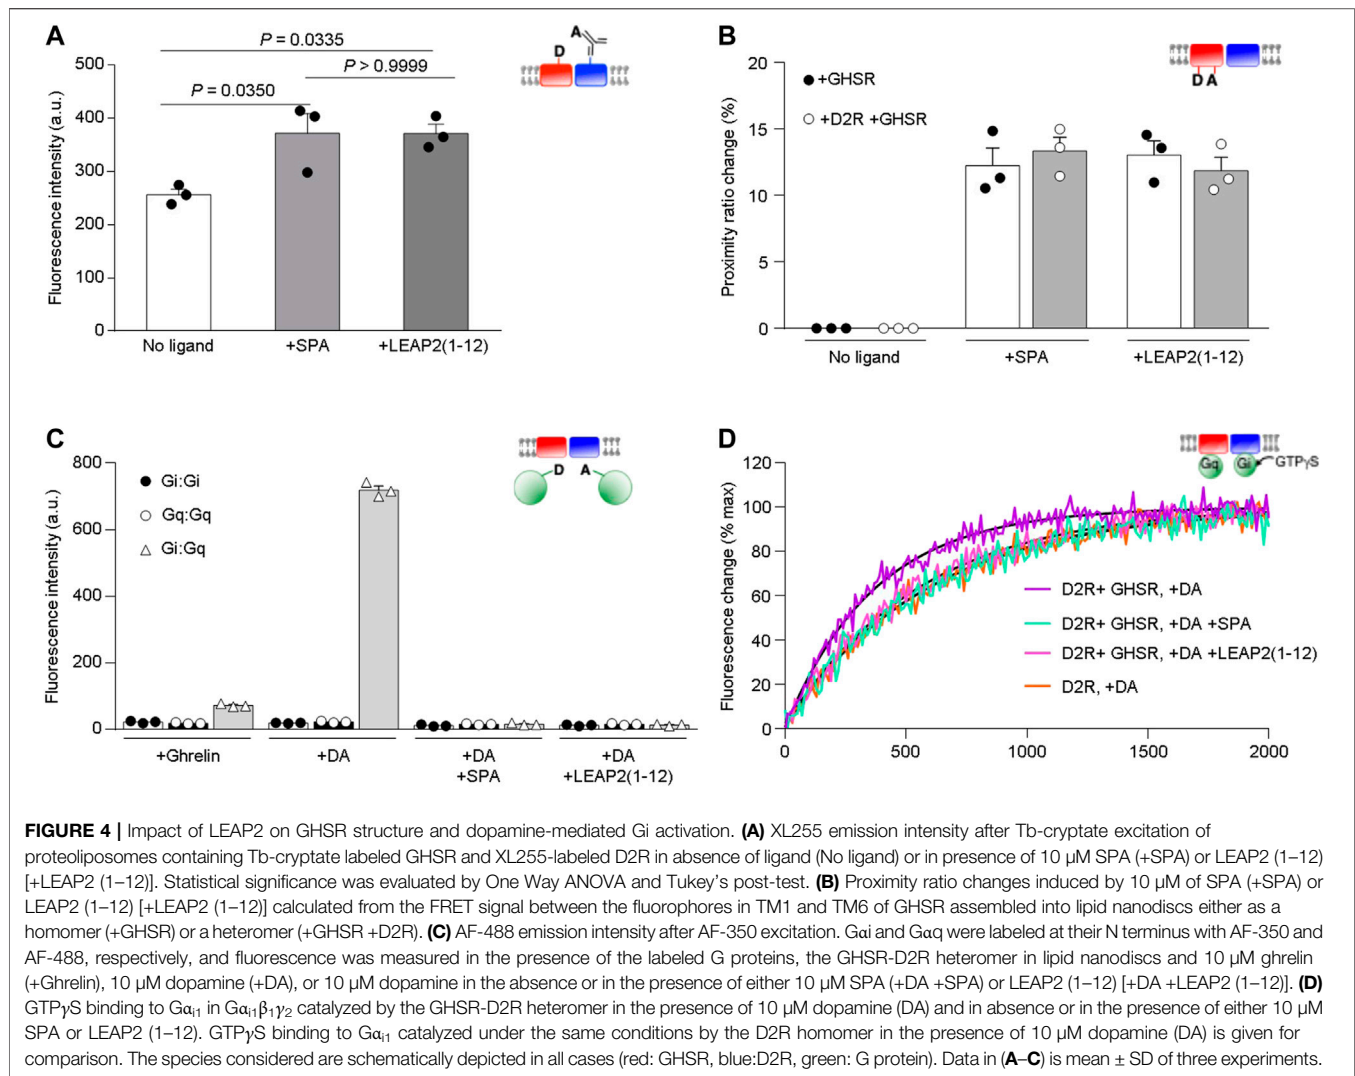 A
P = 0.0335
P > 0.9999
P = 0.0350
500
400
300
200
100
0
Fluorescence intensity (a.u.)
No ligand
+SPA
+LEAP2(1-12)
D
A
B
20
15
10
5
0
Proximity ratio change (%)
+GHSR
+D2R +GHSR
No ligand
+SPA
+LEAP2(1-12)
D A
C
800
600
400
200
0
Fluorescence intensity (a.u.)
Gi:Gi
Gq:Gq
Gi:Gq
+Ghrelin
+DA
+DA
+SPA
+DA
+LEAP2(1-12)
D
A
D
120
100
80
60
40
20
0
Fluorescence change (% max)
0
500
1000
1500
2000
D2R+ GHSR, +DA
D2R+ GHSR, +DA +SPA
D2R+ GHSR, +DA +LEAP2(1-12)
D2R, +DA
Gq
Gi
GTPγS
FIGURE 4 | Impact of LEAP2 on GHSR structure and dopamine-mediated Gi activation. (A) XL255 emission intensity after Tb-cryptate excitation of
proteoliposomes containing Tb-cryptate labeled GHSR and XL255-labeled D2R in absence of ligand (No ligand) or in presence of 10 µM SPA (+SPA) or LEAP2 (1–12)
[+LEAP2 (1–12)]. Statistical significance was evaluated by One Way ANOVA and Tukey's post-test. (B) Proximity ratio changes induced by 10 µM of SPA (+SPA) or
LEAP2 (1–12) [+LEAP2 (1–12)] calculated from the FRET signal between the fluorophores in TM1 and TM6 of GHSR assembled into lipid nanodiscs either as a
homomer (+GHSR) or a heteromer (+GHSR +D2R). (C) AF-488 emission intensity after AF-350 excitation. Gαi and Gαq were labeled at their N terminus with AF-350 and
AF-488, respectively, and fluorescence was measured in the presence of the labeled G proteins, the GHSR-D2R heteromer in lipid nanodiscs and 10 µM ghrelin
(+Ghrelin), 10 µM dopamine (+DA), or 10 µM dopamine in the absence or in the presence of either 10 µM SPA (+DA +SPA) or LEAP2 (1–12) [+DA +LEAP2 (1–12)]. (D)
GTPγS binding to Gαi1 in Gαi1β1γ2 catalyzed by the GHSR-D2R heteromer in the presence of 10 µM dopamine (DA) and in absence or in the presence of either 10 µM
SPA or LEAP2 (1–12). GTPγS binding to Gαi1 catalyzed under the same conditions by the D2R homomer in the presence of 10 µM dopamine (DA) is given for
comparison. The species considered are schematically depicted in all cases (red: GHSR, blue:D2R, green: G protein). Data in (A–C) is mean ± SD of three experiments.